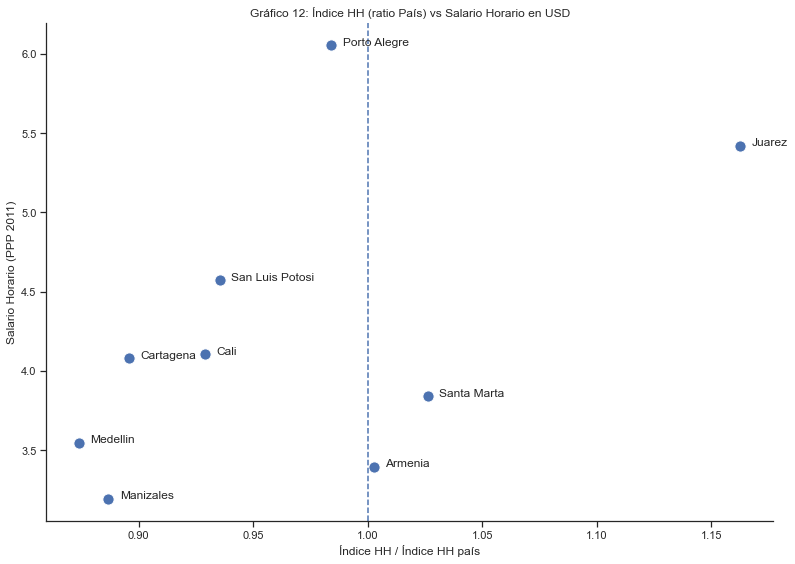 Gráfico 12: Índice HH (ratio País) vs Salario Horario en USD
Porto Alegre
6.0
Juarez
5.5
5.0
San Luis Potosi
4.5
Cali
Cartagena
4.0
Santa Marta
Medellin
3.5
Armenia
Manizales
Salario Horario (PPP 2011)
0.90
0.95
1.00
1.05
1.10
1.15
Índice HH / Índice HH país